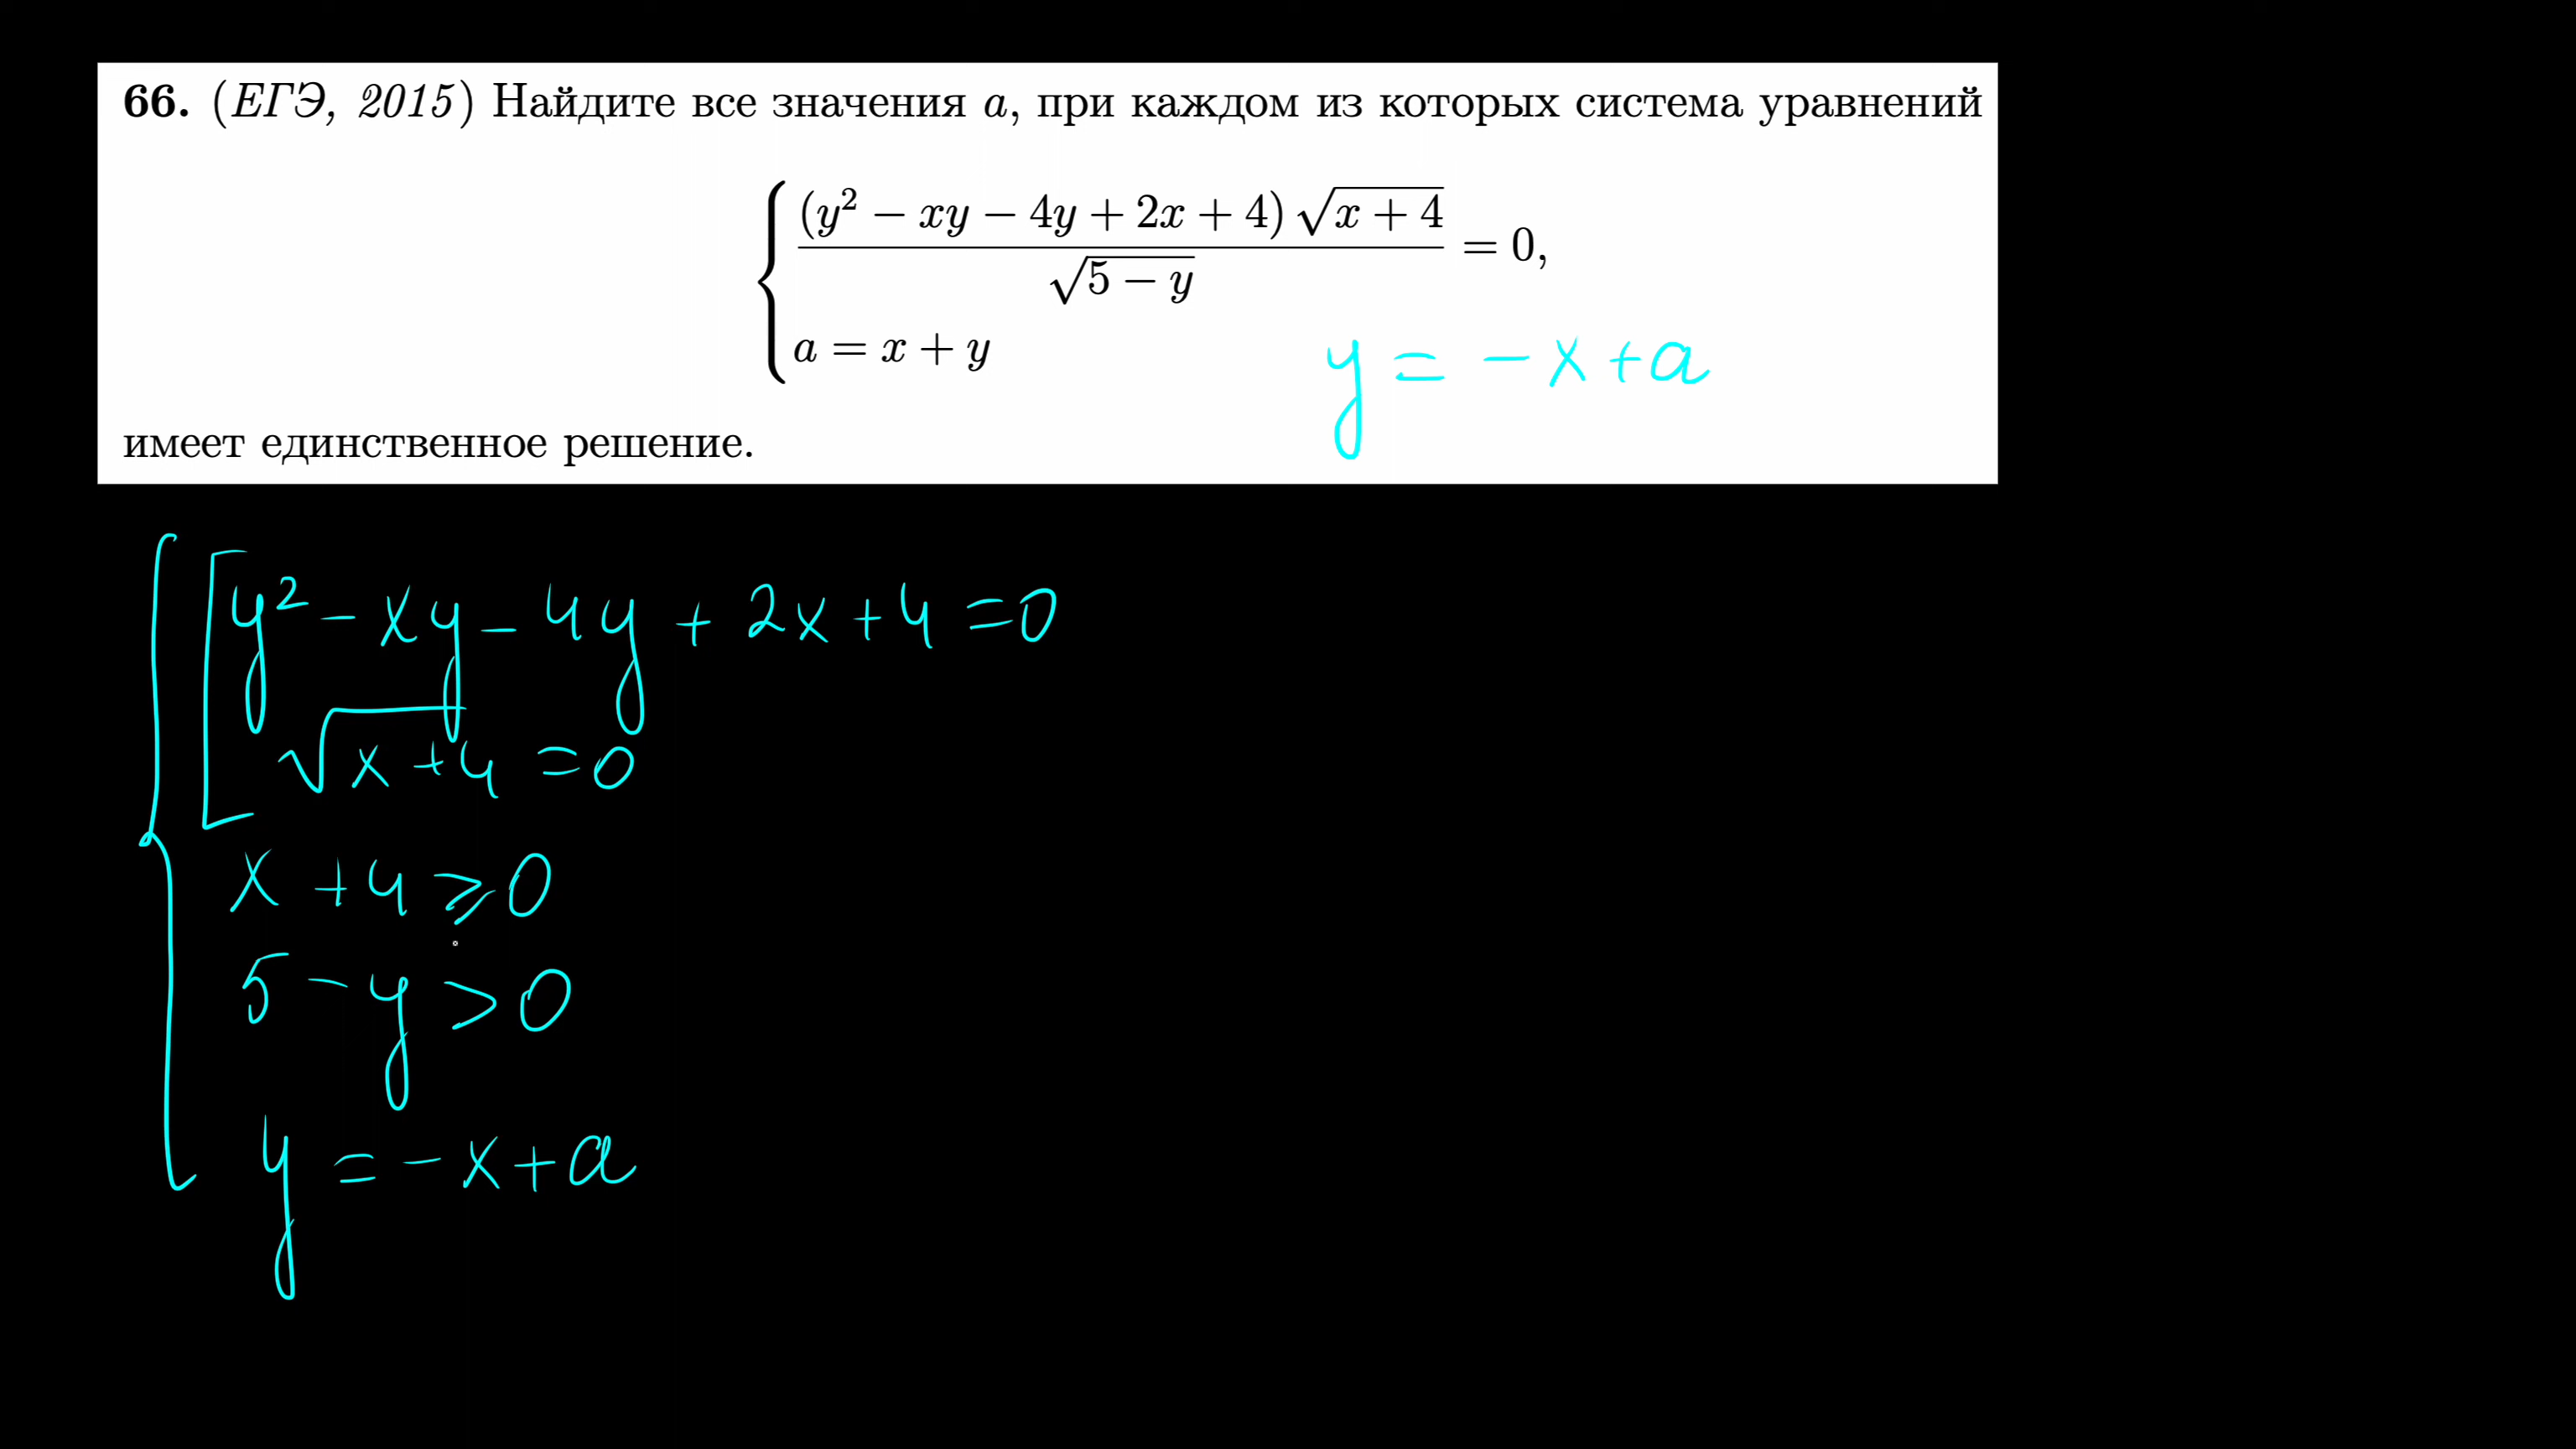 66. (ЕГЭ, 2015) Найдите все значения a, при каждом из которых система уравнений
(y² − xy − 4y + 2x + 4) √(x + 4)
/ √(5 − y) = 0,
a = x + y
y = −x + a
имеет единственное решение.
y² − xy − 4y + 2x + 4 = 0
√(x + 4) = 0
x + 4 ⩾ 0
5 − y > 0
y = −x + a